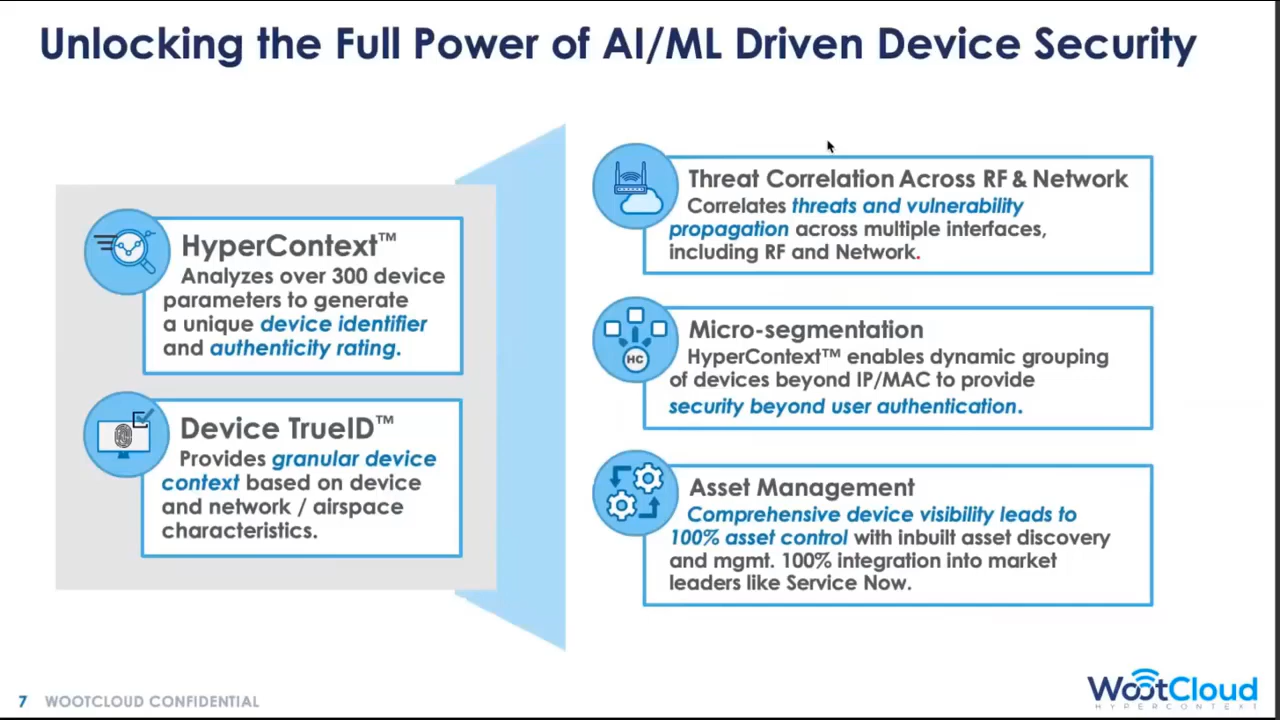 Unlocking the Full Power of AI/ML Driven Device Security
HyperContext™
Analyzes over 300 device
parameters to generate
a unique device identifier
and authenticity rating.
Device TrueID™
Provides granular device
context based on device
and network / airspace
characteristics.
Threat Correlation Across RF & Network
Correlates threats and vulnerability
propagation across multiple interfaces,
including RF and Network.
HC
Micro-segmentation
HyperContext™ enables dynamic grouping
of devices beyond IP/MAC to provide
security beyond user authentication.
Asset Management
Comprehensive device visibility leads to
100% asset control with inbuilt asset discovery
and mgmt. 100% integration into market
leaders like Service Now.
7 WOOTCLOUD CONFIDENTIAL
WootCloud
HYPERCONTEXT